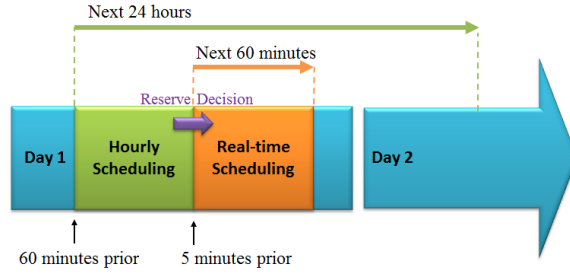 Next 24 hours
Next 60 minutes
Reserve Decision
Day 1
Hourly
Scheduling
Real-time
Scheduling
Day 2
60 minutes prior
5 minutes prior